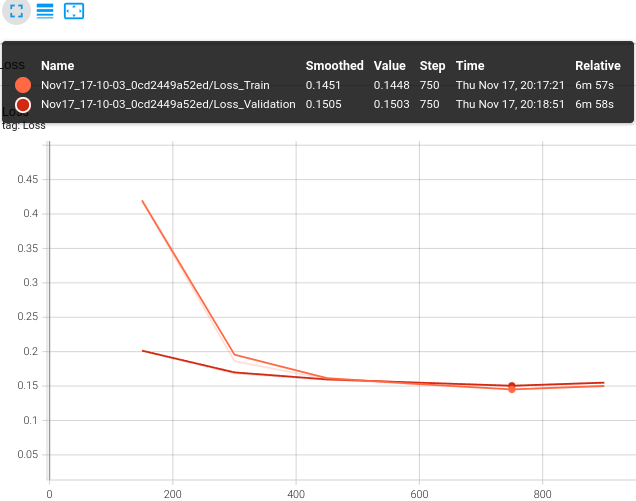 Loss
Name Smoothed Value Step Time Relative
Nov17_17-10-03_0cd2449a52ed/Loss_Train 0.1451 0.1448 750 Thu Nov 17, 20:17:21 6m 57s
Nov17_17-10-03_0cd2449a52ed/Loss_Validation 0.1505 0.1503 750 Thu Nov 17, 20:18:51 6m 58s
Loss
tag: Loss
0.45
0.4
0.35
0.3
0.25
0.2
0.15
0.1
0.05
0 200 400 600 800